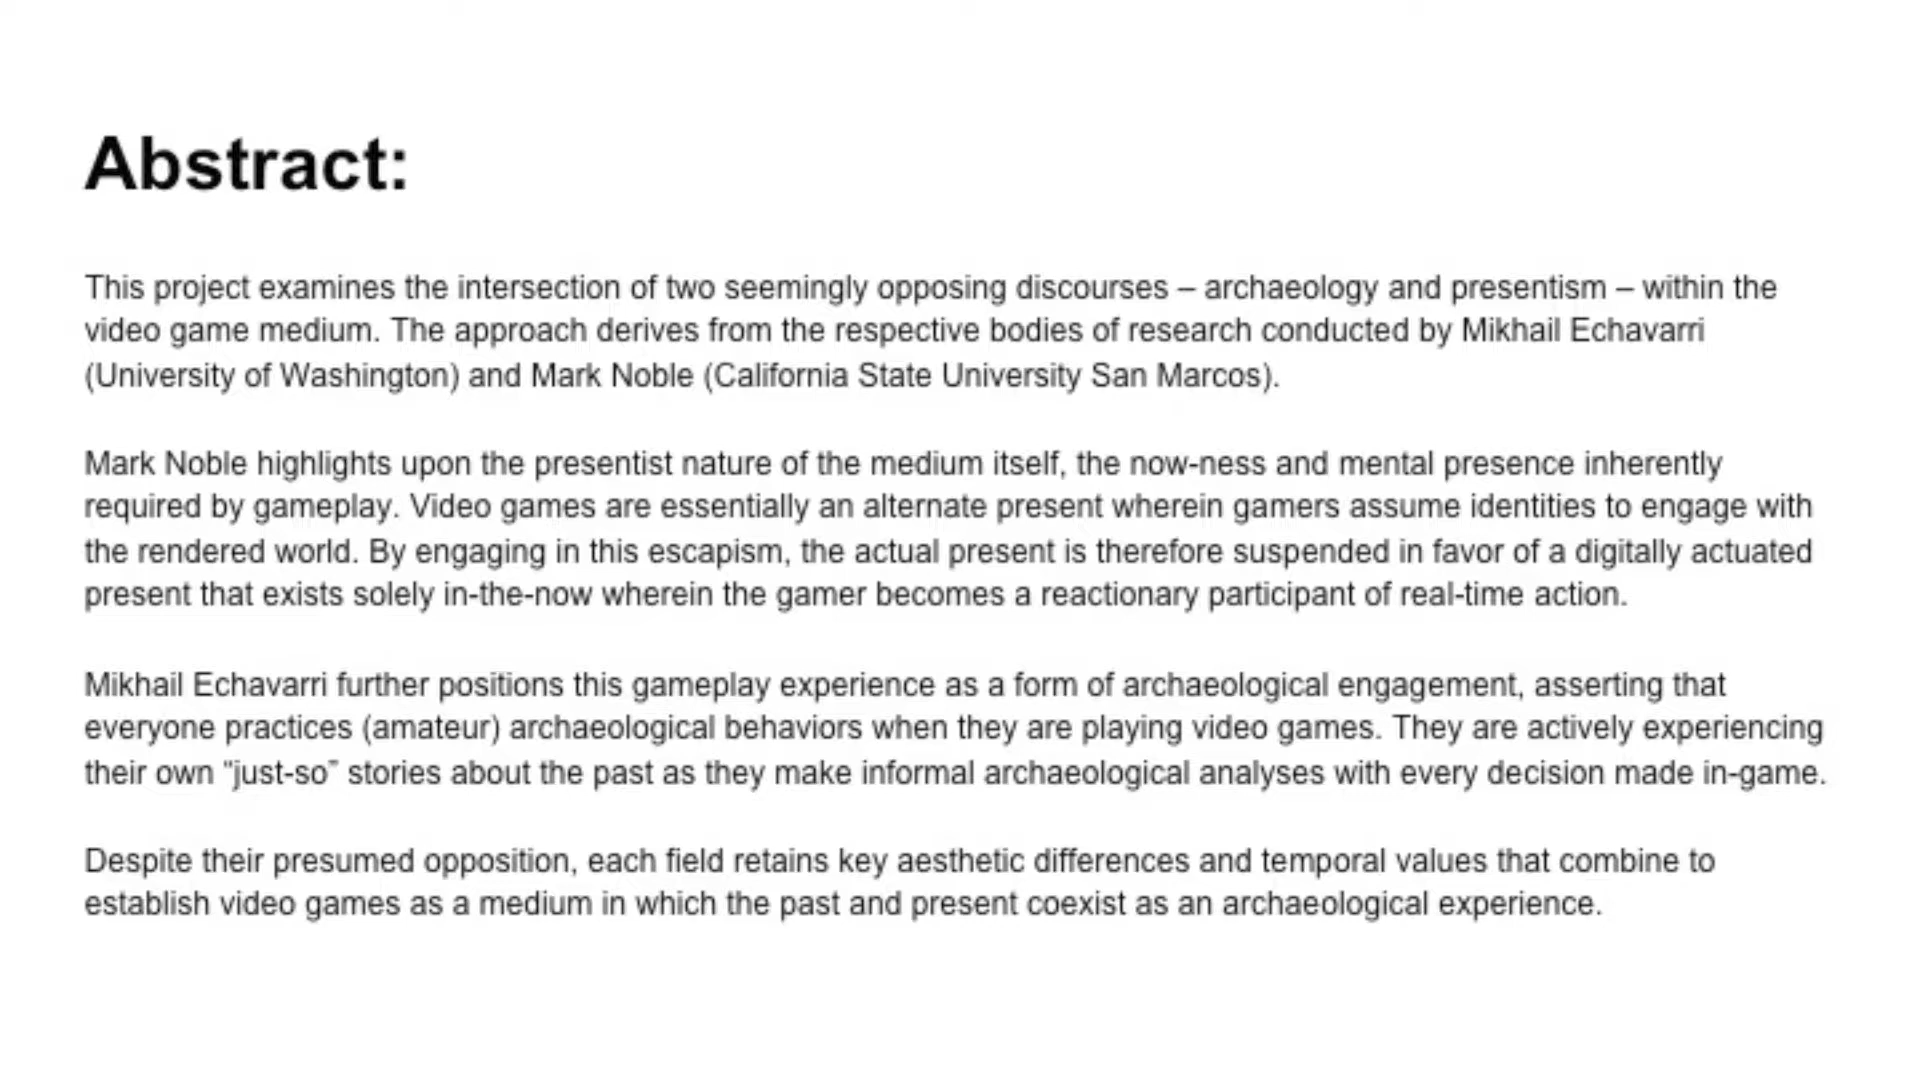 Abstract:
This project examines the intersection of two seemingly opposing discourses – archaeology and presentism – within the
video game medium. The approach derives from the respective bodies of research conducted by Mikhail Echavarri
(University of Washington) and Mark Noble (California State University San Marcos).
Mark Noble highlights upon the presentist nature of the medium itself, the now-ness and mental presence inherently
required by gameplay. Video games are essentially an alternate present wherein gamers assume identities to engage with
the rendered world. By engaging in this escapism, the actual present is therefore suspended in favor of a digitally actuated
present that exists solely in-the-now wherein the gamer becomes a reactionary participant of real-time action.
Mikhail Echavarri further positions this gameplay experience as a form of archaeological engagement, asserting that
everyone practices (amateur) archaeological behaviors when they are playing video games. They are actively experiencing
their own “just-so” stories about the past as they make informal archaeological analyses with every decision made in-game.
Despite their presumed opposition, each field retains key aesthetic differences and temporal values that combine to
establish video games as a medium in which the past and present coexist as an archaeological experience.